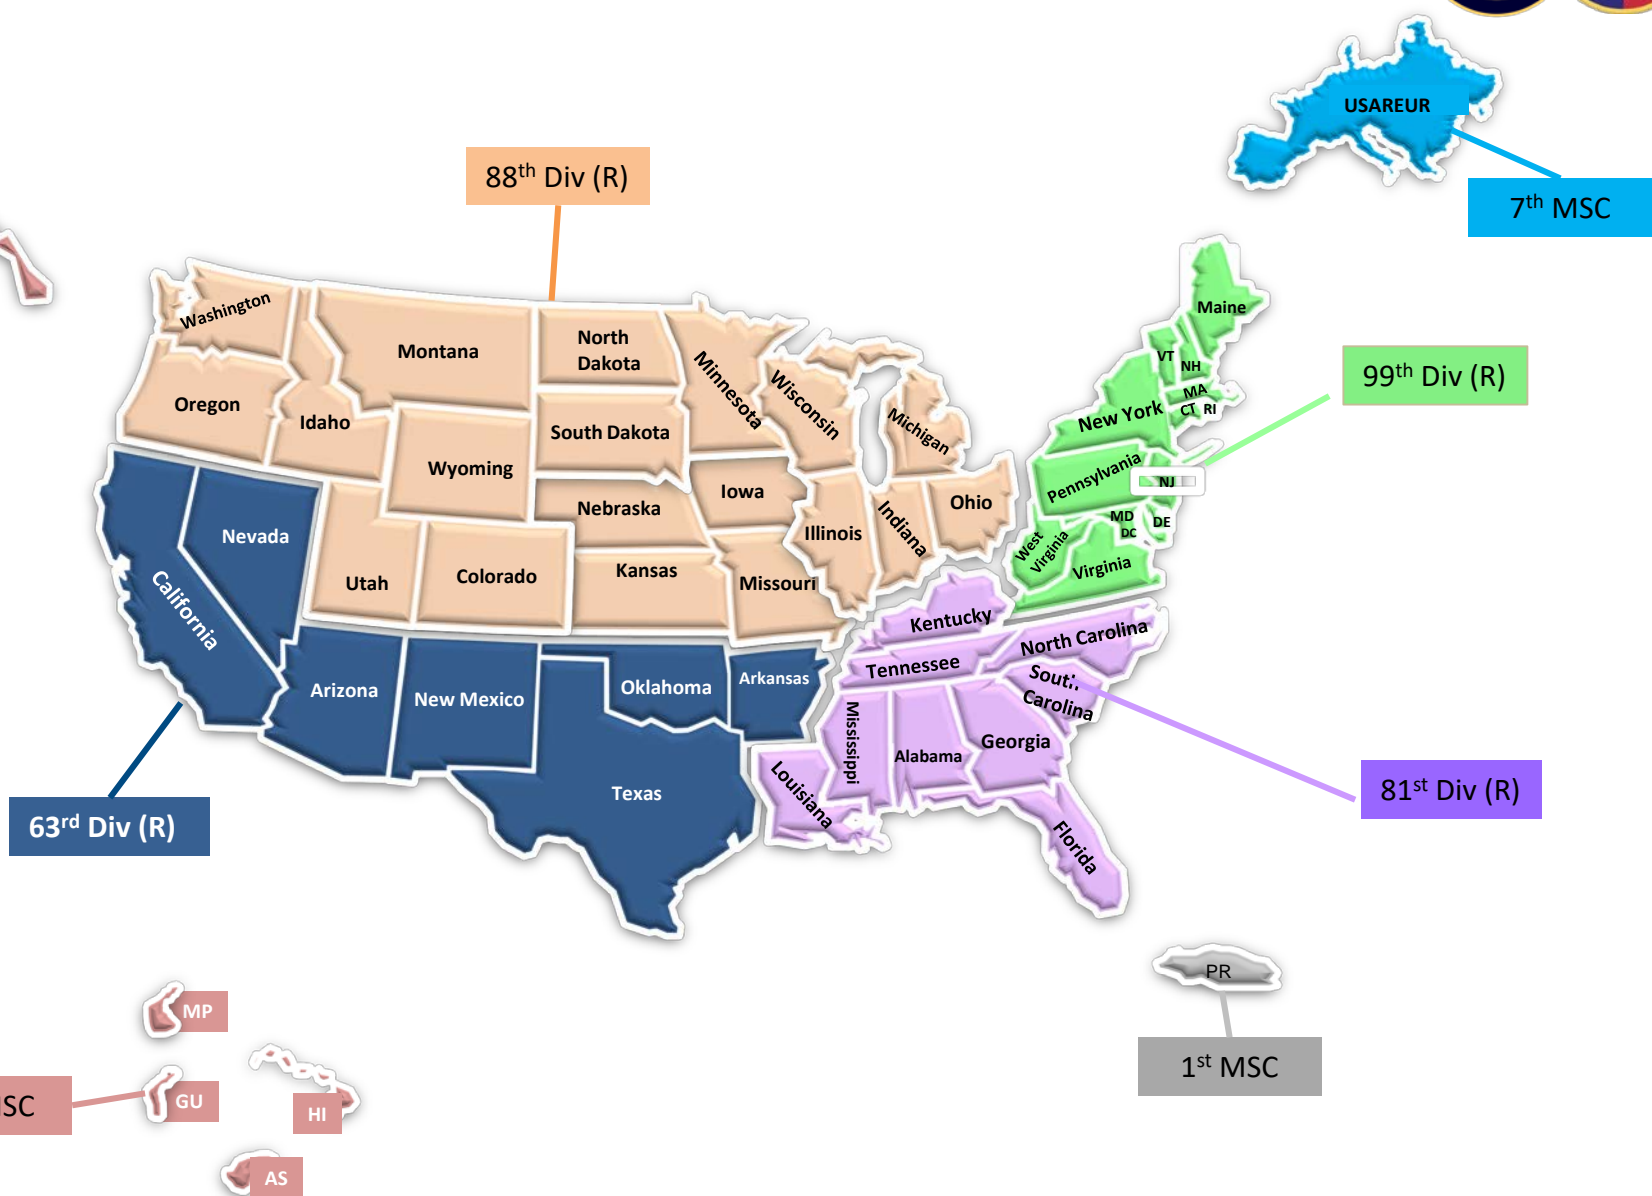 USAREUR
88th Div (R)
7th MSC
Washington
Montana
North
Dakota
Minnesota
Wisconsin
Michigan
Maine
VT
NH
MA
CT
RI
99th Div (R)
Oregon
Idaho
Wyoming
South Dakota
New York
Pennsylvania
NJ
Iowa
Nebraska
Illinois
Indiana
Ohio
MD
DC
DE
West
Virginia
Virginia
Nevada
California
Utah
Colorado
Kansas
Missouri
Kentucky
North Carolina
Tennessee
South
Carolina
Arizona
New Mexico
Oklahoma
Arkansas
Mississippi
Alabama
Georgia
Louisiana
Texas
Florida
63rd Div (R)
81st Div (R)
PR
1st MSC
MP
GU
HI
AS